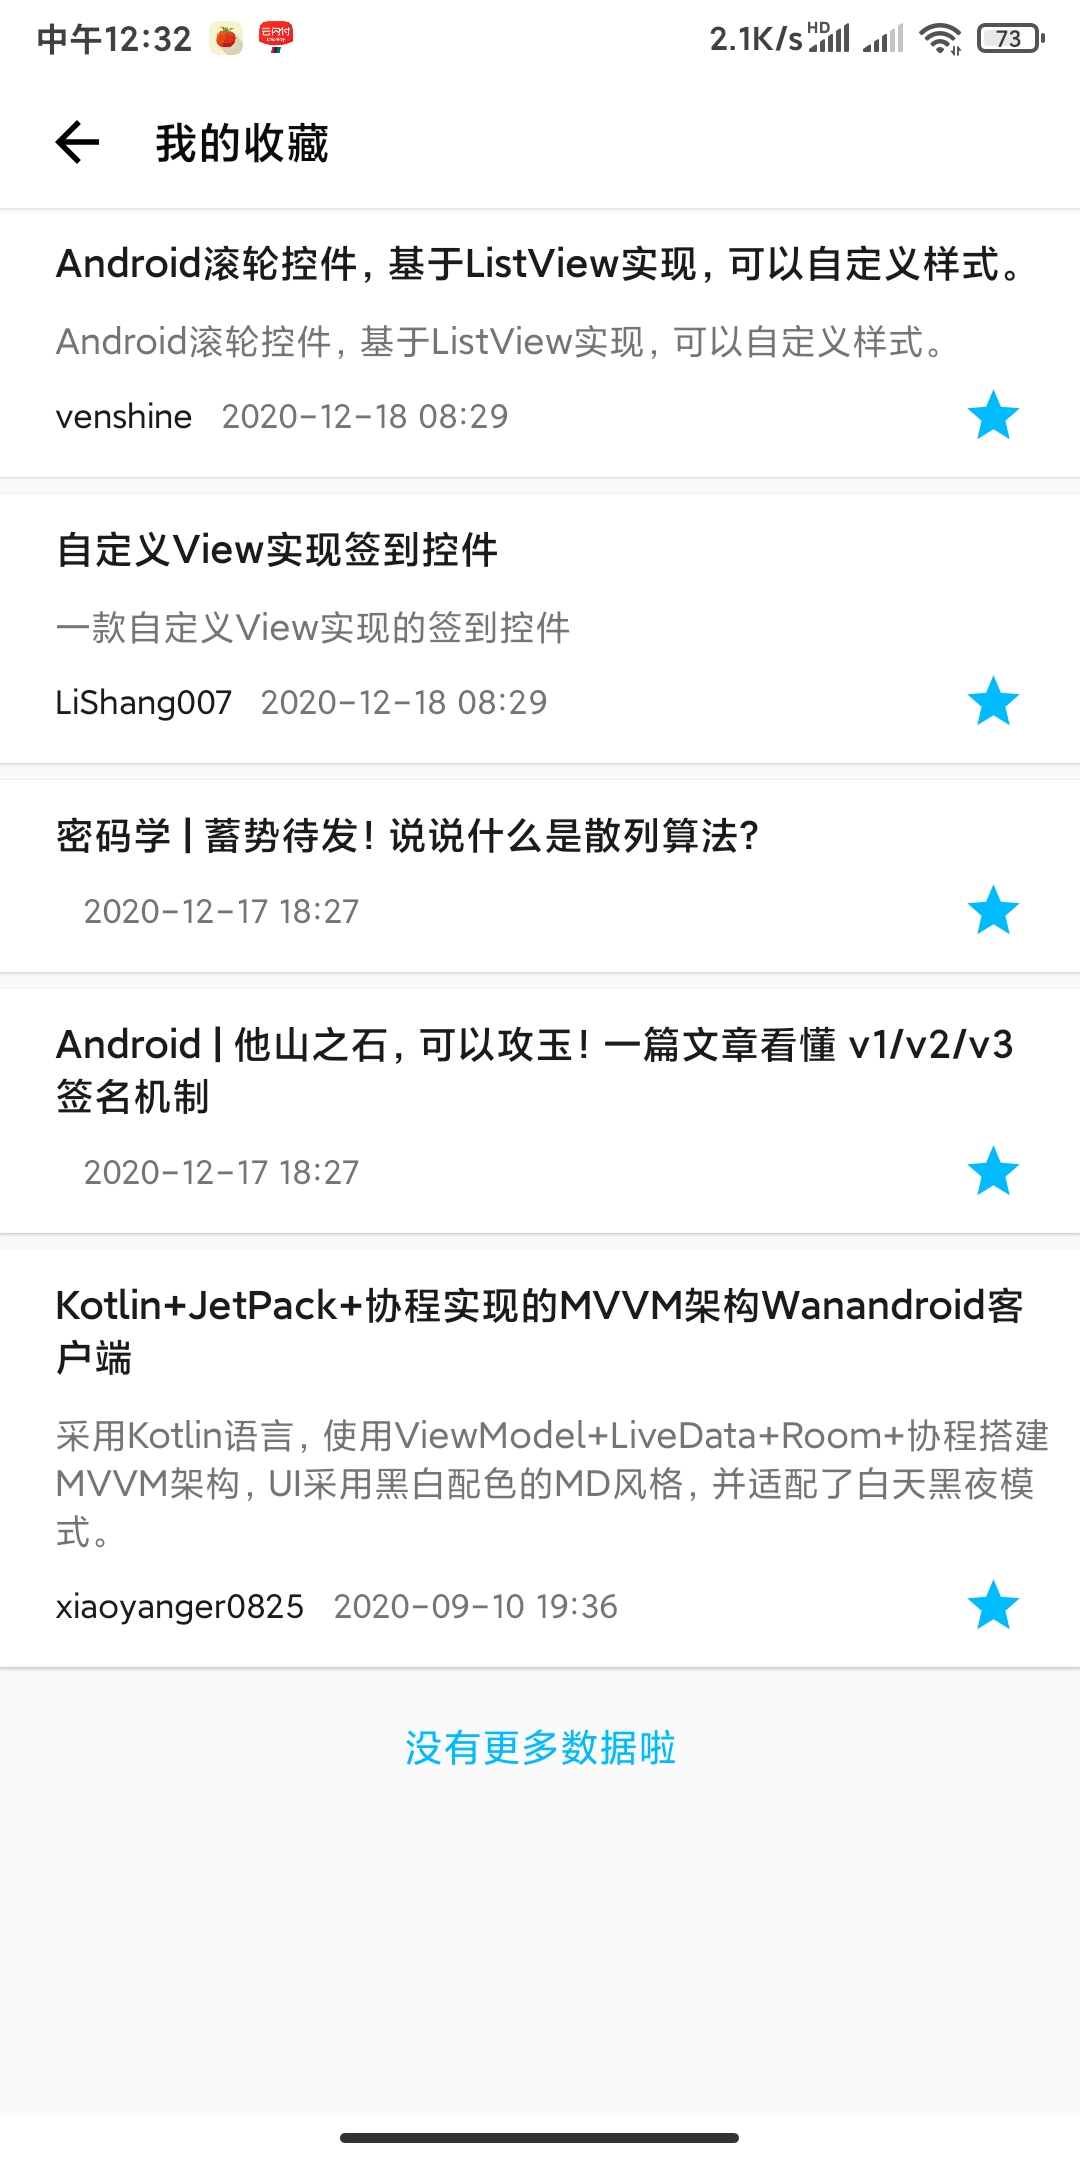 中午12:32
云闪付
2.1K/s
HD
73
我的收藏
Android滚轮控件，基于ListView实现，可以自定义样式。
Android滚轮控件，基于ListView实现，可以自定义样式。
venshine 2020-12-18 08:29
自定义View实现签到控件
一款自定义View实现的签到控件
LiShang007 2020-12-18 08:29
密码学 | 蓄势待发！说说什么是散列算法？
2020-12-17 18:27
Android | 他山之石，可以攻玉！一篇文章看懂 v1/v2/v3
签名机制
2020-12-17 18:27
Kotlin+JetPack+协程实现的MVVM架构Wanandroid客
户端
采用Kotlin语言，使用ViewModel+LiveData+Room+协程搭建
MVVM架构，UI采用黑白配色的MD风格，并适配了白天黑夜模
式。
xiaoyanger0825 2020-09-10 19:36
没有更多数据啦